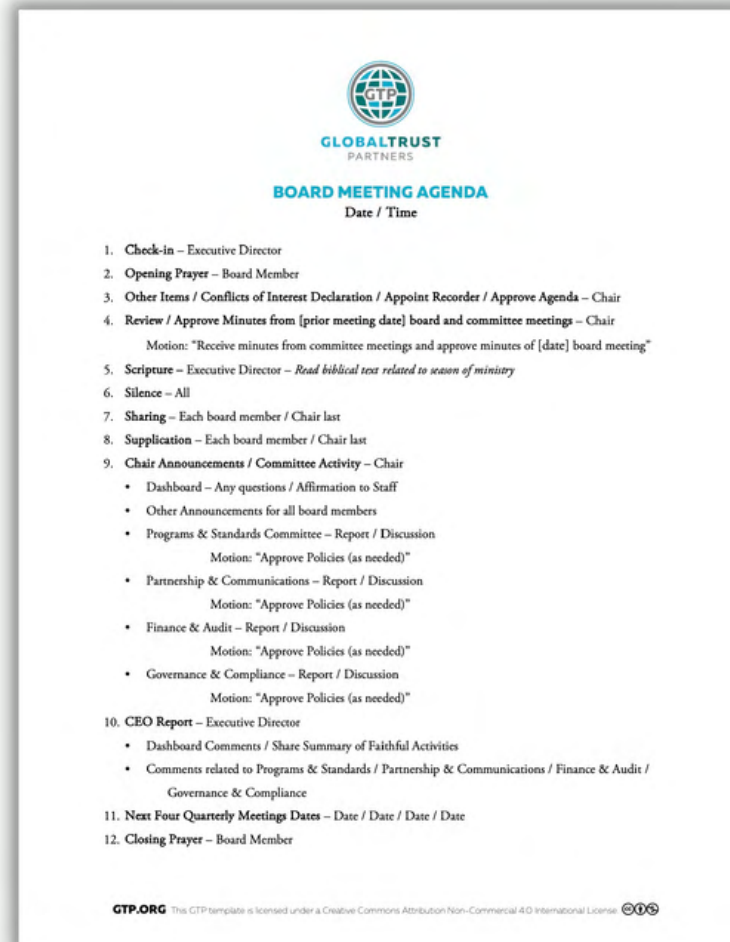 GTP
GLOBALTRUST
PARTNERS
BOARD MEETING AGENDA
Date / Time
1. Check-in – Executive Director
2. Opening Prayer – Board Member
3. Other Items / Conflicts of Interest Declaration / Appoint Recorder / Approve Agenda – Chair
4. Review / Approve Minutes from [prior meeting date] board and committee meetings – Chair
Motion: “Receive minutes from committee meetings and approve minutes of [date] board meeting”
5. Scripture – Executive Director – Read biblical text related to season of ministry
6. Silence – All
7. Sharing – Each board member / Chair last
8. Supplication – Each board member / Chair last
9. Chair Announcements / Committee Activity – Chair
• Dashboard – Any questions / Affirmation to Staff
• Other Announcements for all board members
• Programs & Standards Committee – Report / Discussion
Motion: “Approve Policies (as needed)”
• Partnership & Communications – Report / Discussion
Motion: “Approve Policies (as needed)”
• Finance & Audit – Report / Discussion
Motion: “Approve Policies (as needed)”
• Governance & Compliance – Report / Discussion
Motion: “Approve Policies (as needed)”
10. CEO Report – Executive Director
• Dashboard Comments / Share Summary of Faithful Activities
• Comments related to Programs & Standards / Partnership & Communications / Finance & Audit /
Governance & Compliance
11. Next Four Quarterly Meetings Dates – Date / Date / Date / Date
12. Closing Prayer – Board Member
GTP.ORG This GTP template is licensed under a Creative Commons Attribution Non-Commercial 4.0 International License.